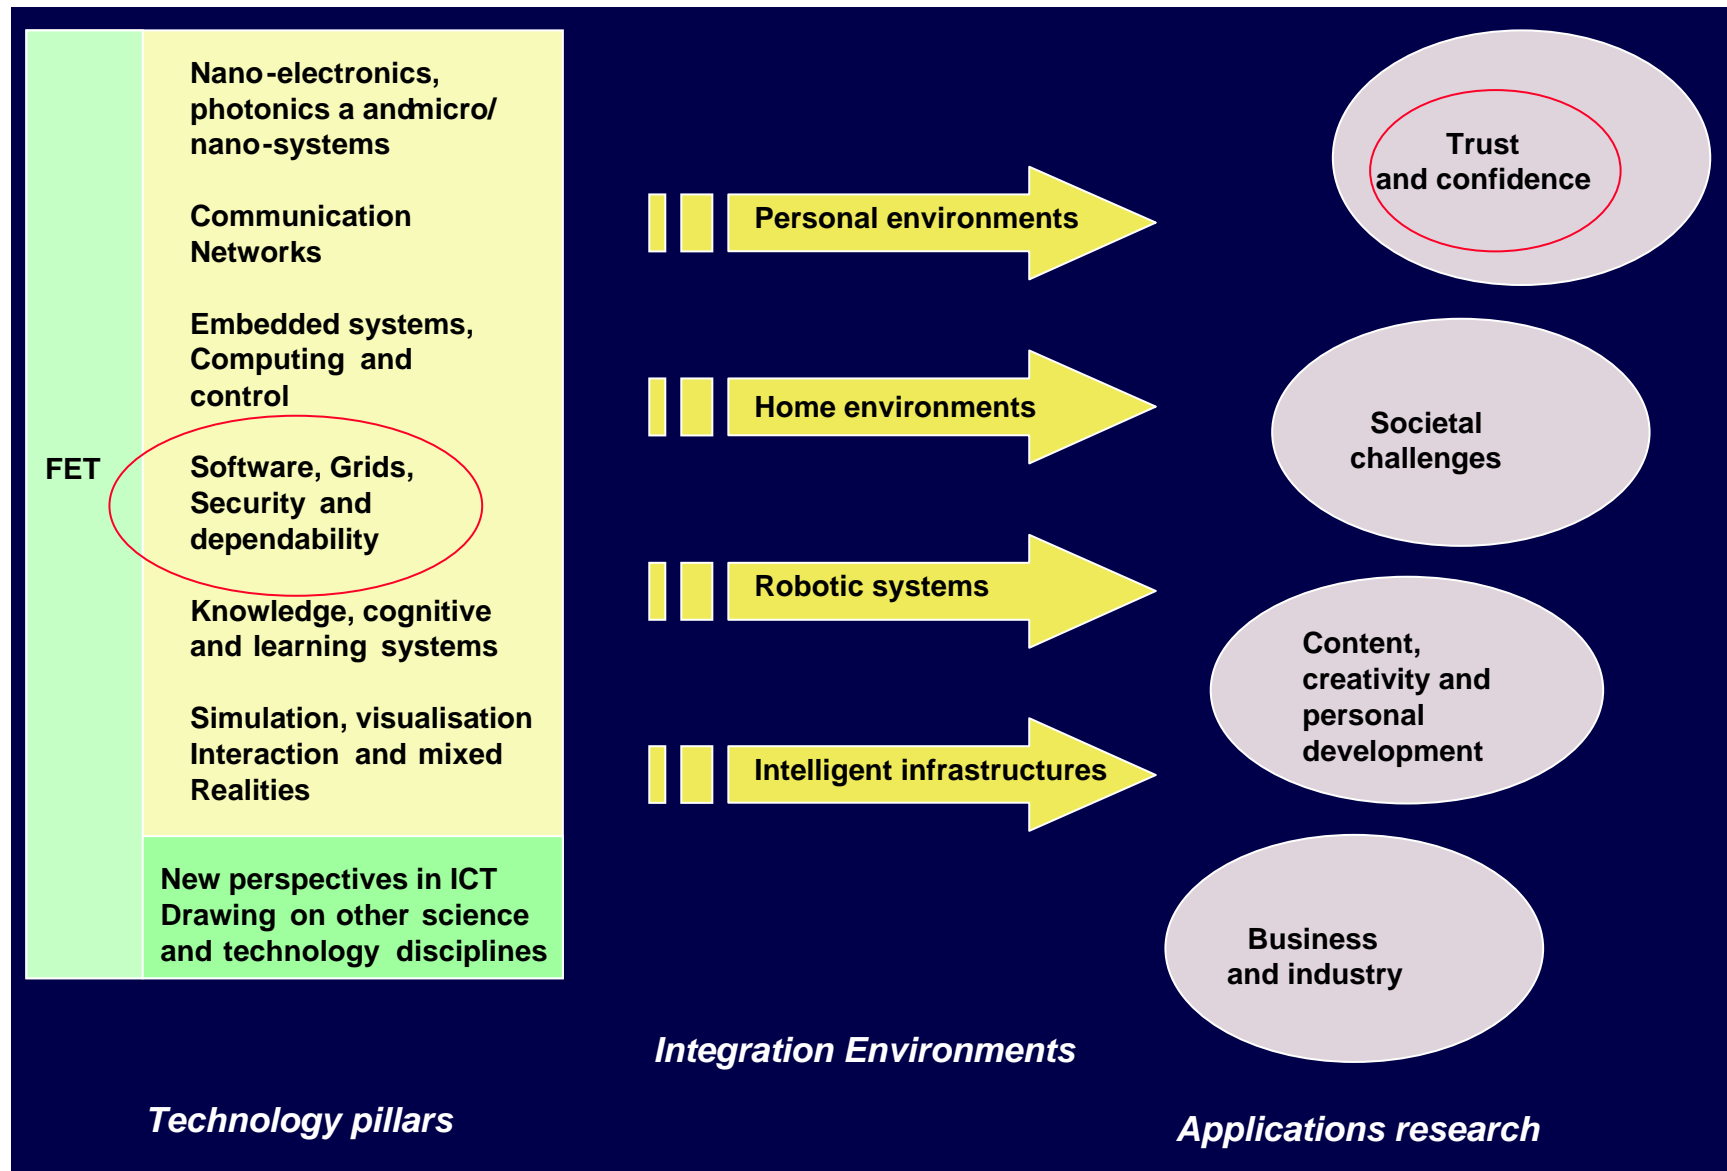 FET
Nano-electronics,
photonics a andmicro/
nano-systems
Communication
Networks
Embedded systems,
Computing and
control
Software, Grids,
Security and
dependability
Knowledge, cognitive
and learning systems
Simulation, visualisation
Interaction and mixed
Realities
New perspectives in ICT
Drawing on other science
and technology disciplines
Technology pillars
Personal environments
Home environments
Robotic systems
Intelligent infrastructures
Integration Environments
Trust
and confidence
Societal
challenges
Content,
creativity and
personal
development
Business
and industry
Applications research